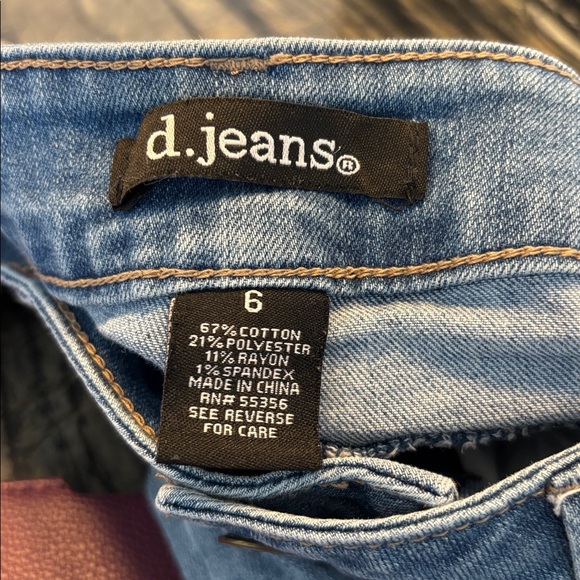 d.jeans®
6
67% COTTON
21% POLYESTER
11% RAYON
1% SPANDEX
MADE IN CHINA
RN# 55356
SEE REVERSE
FOR CARE